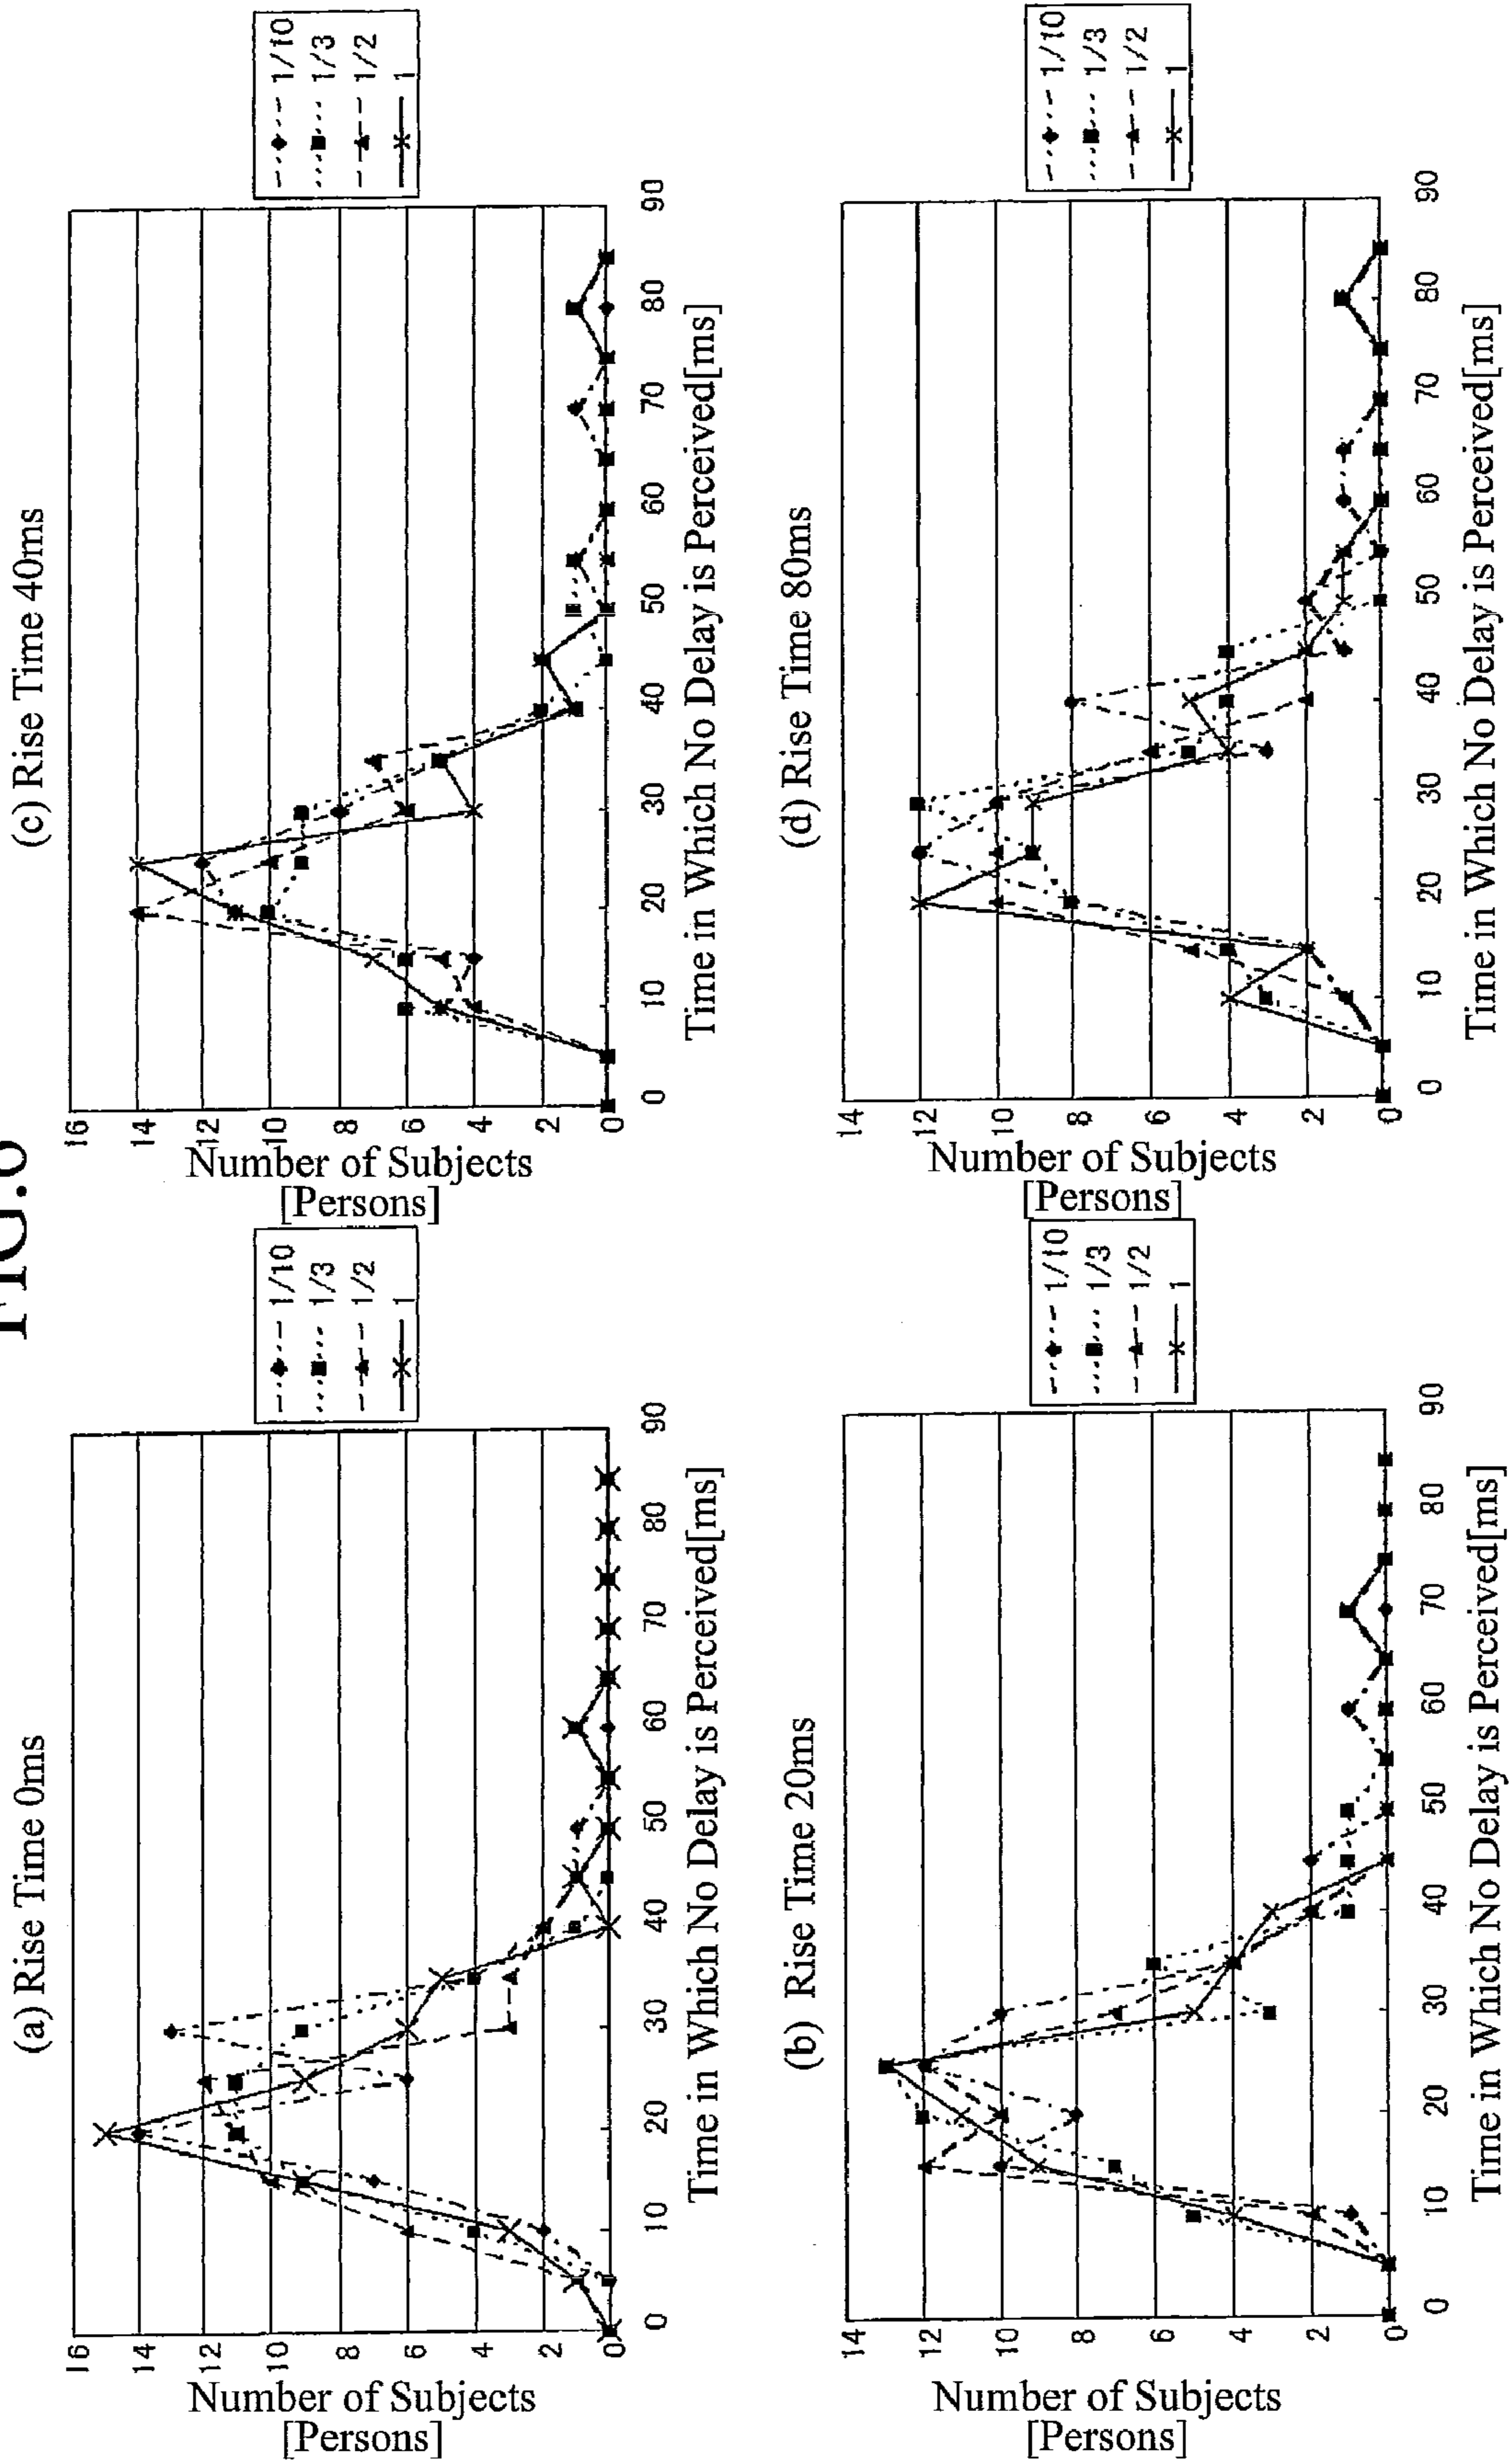 FIG.6
(a) Rise Time 0ms
16
14
12
10
8
6
4
2
0
Number of Subjects
[Persons]
0 10 20 30 40 50 60 70 80 90
Time in Which No Delay is Perceived[ms]
1/10
1/3
1/2
1
(b) Rise Time 20ms
14
12
10
8
6
4
2
0
Number of Subjects
[Persons]
0 10 20 30 40 50 60 70 80 90
Time in Which No Delay is Perceived[ms]
1/10
1/3
1/2
1
(c) Rise Time 40ms
16
14
12
10
8
6
4
2
0
Number of Subjects
[Persons]
0 10 20 30 40 50 60 70 80 90
Time in Which No Delay is Perceived[ms]
1/10
1/3
1/2
1
(d) Rise Time 80ms
14
12
10
8
6
4
2
0
Number of Subjects
[Persons]
0 10 20 30 40 50 60 70 80 90
Time in Which No Delay is Perceived[ms]
1/10
1/3
1/2
1